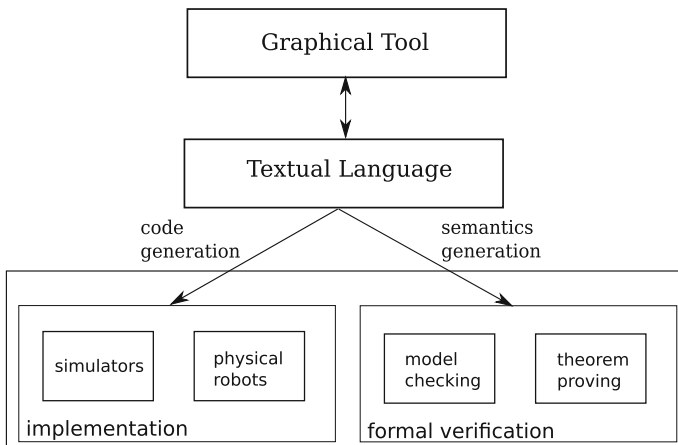 Graphical Tool
Textual Language
code
generation
semantics
generation
simulators
physical
robots
implementation
model
checking
theorem
proving
formal verification